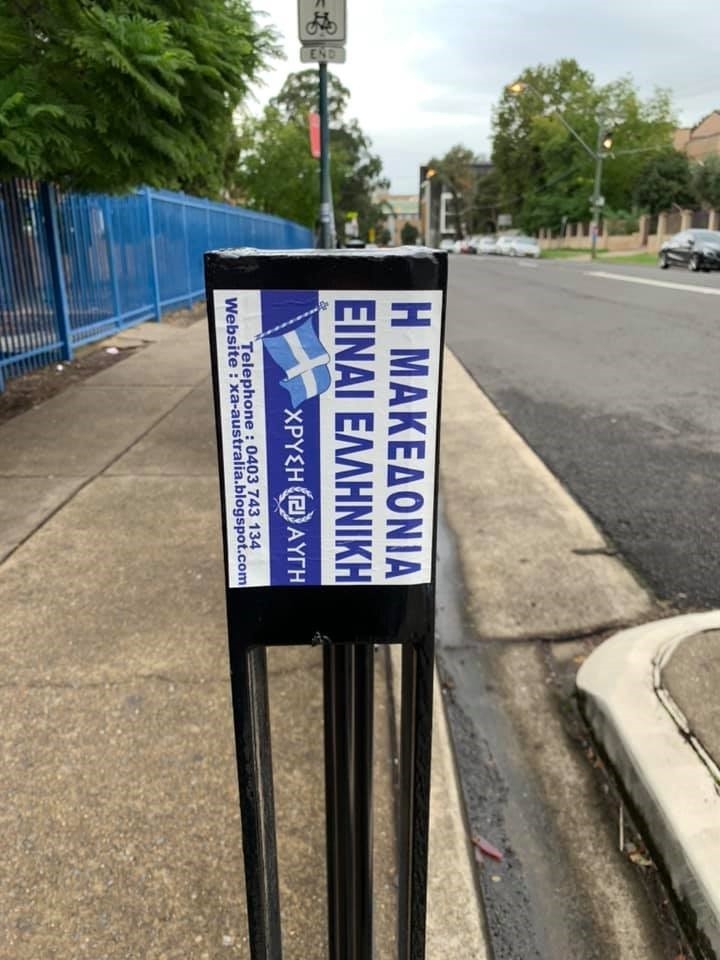 END
Η ΜΑΚΕΔΟΝΙΑ
ΕΙΝΑΙ ΕΛΛΗΝΙΚΗ
ΧΡΥΣΗ ΑΥΓΗ
Telephone : 0403 743 134
Website : xa-australia.blogspot.com